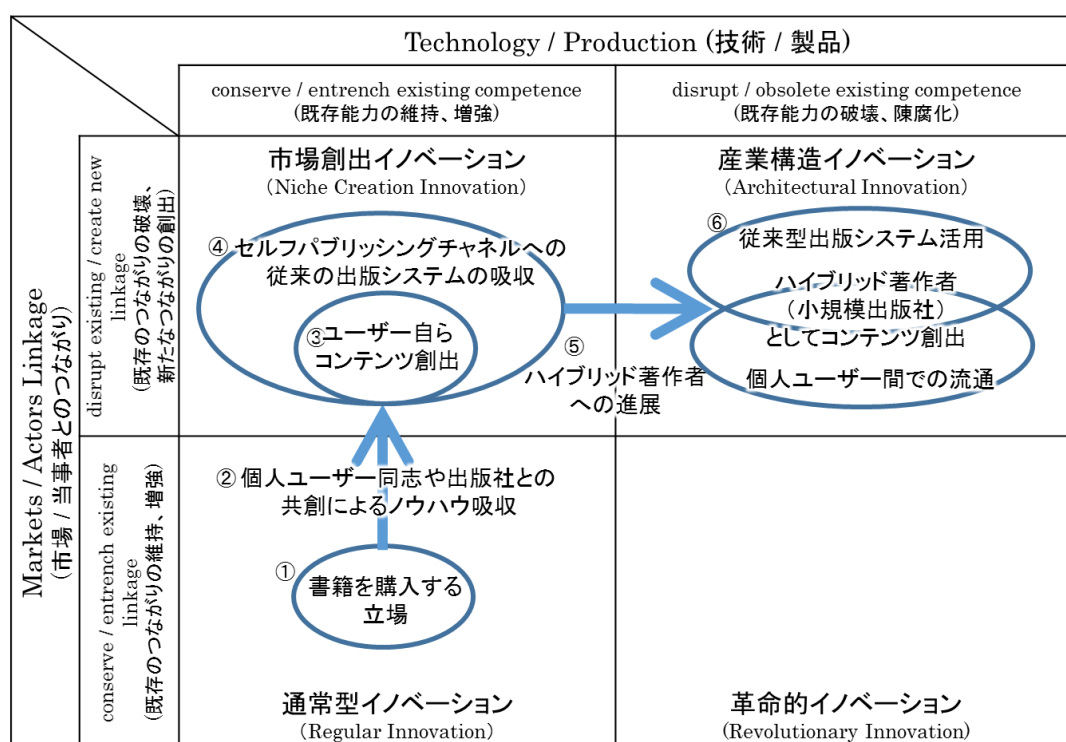 Technology / Production (技術 / 製品)
conserve / entrench existing competence
(既存能力の維持、増強)
disrupt / obsolete existing competence
(既存能力の破壊、陳腐化)
Markets / Actors Linkage
(市場 / 当事者とのつながり)
disrupt existing / create new
linkage
(既存のつながりの破壊、
新たなつながりの創出)
市場創出イノベーション
(Niche Creation Innovation)
④ セルフパブリッシングチャネルへの
従来の出版システムの吸収
③ ユーザー自ら
コンテンツ創出
⑤
ハイブリッド著作者
への進展
産業構造イノベーション
(Architectural Innovation)
⑥ 従来型出版システム活用
ハイブリッド著作者
(小規模出版社)
としてコンテンツ創出
個人ユーザー間での流通
conserve / entrench existing
linkage
(既存のつながりの維持、増強)
② 個人ユーザー同志や出版社との
共創によるノウハウ吸収
① 書籍を購入する
立場
通常型イノベーション
(Regular Innovation)
革命的イノベーション
(Revolutionary Innovation)